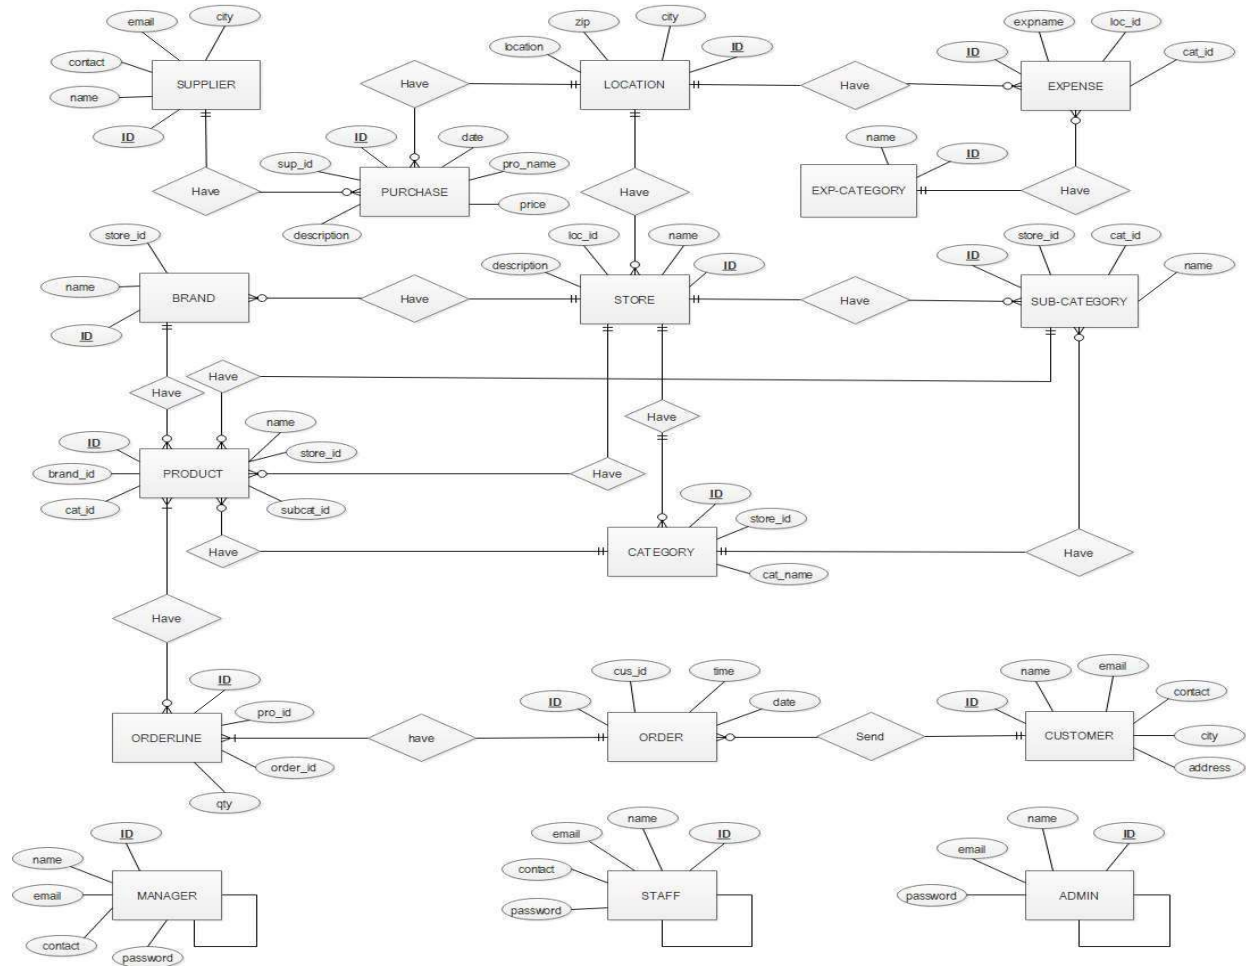 email
city
contact
SUPPLIER
name
ID
Have
zip
city
location
ID
LOCATION
Have
Have
expname
loc_id
ID
cat_id
EXPENSE
name
ID
EXP-CATEGORY
Have
ID
date
sup_id
pro_name
PURCHASE
price
description
Have
store_id
name
BRAND
ID
Have
loc_id
name
description
ID
STORE
Have
store_id
cat_id
ID
name
SUB-CATEGORY
Have
Have
Have
name
ID
store_id
brand_id
PRODUCT
cat_id
subcat_id
Have
Have
ID
store_id
CATEGORY
cat_name
Have
Have
ID
pro_id
ORDERLINE
order_id
qty
have
cus_id
time
ID
date
ORDER
Send
name
email
ID
contact
CUSTOMER
city
address
ID
name
email
MANAGER
contact
password
name
email
ID
contact
STAFF
password
name
ID
email
password
ADMIN